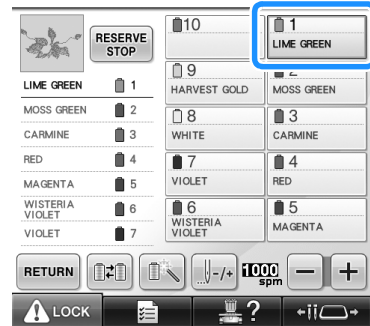 RESERVE
STOP
LIME GREEN 1
MOSS GREEN 2
CARMINE 3
RED 4
MAGENTA 5
WISTERIA
VIOLET 6
VIOLET 7
10
1
LIME GREEN
9
HARVEST GOLD
2
MOSS GREEN
8
WHITE
3
CARMINE
7
VIOLET
4
RED
6
WISTERIA
VIOLET
5
MAGENTA
RETURN
-/+
1000
spm
−
+
LOCK
?